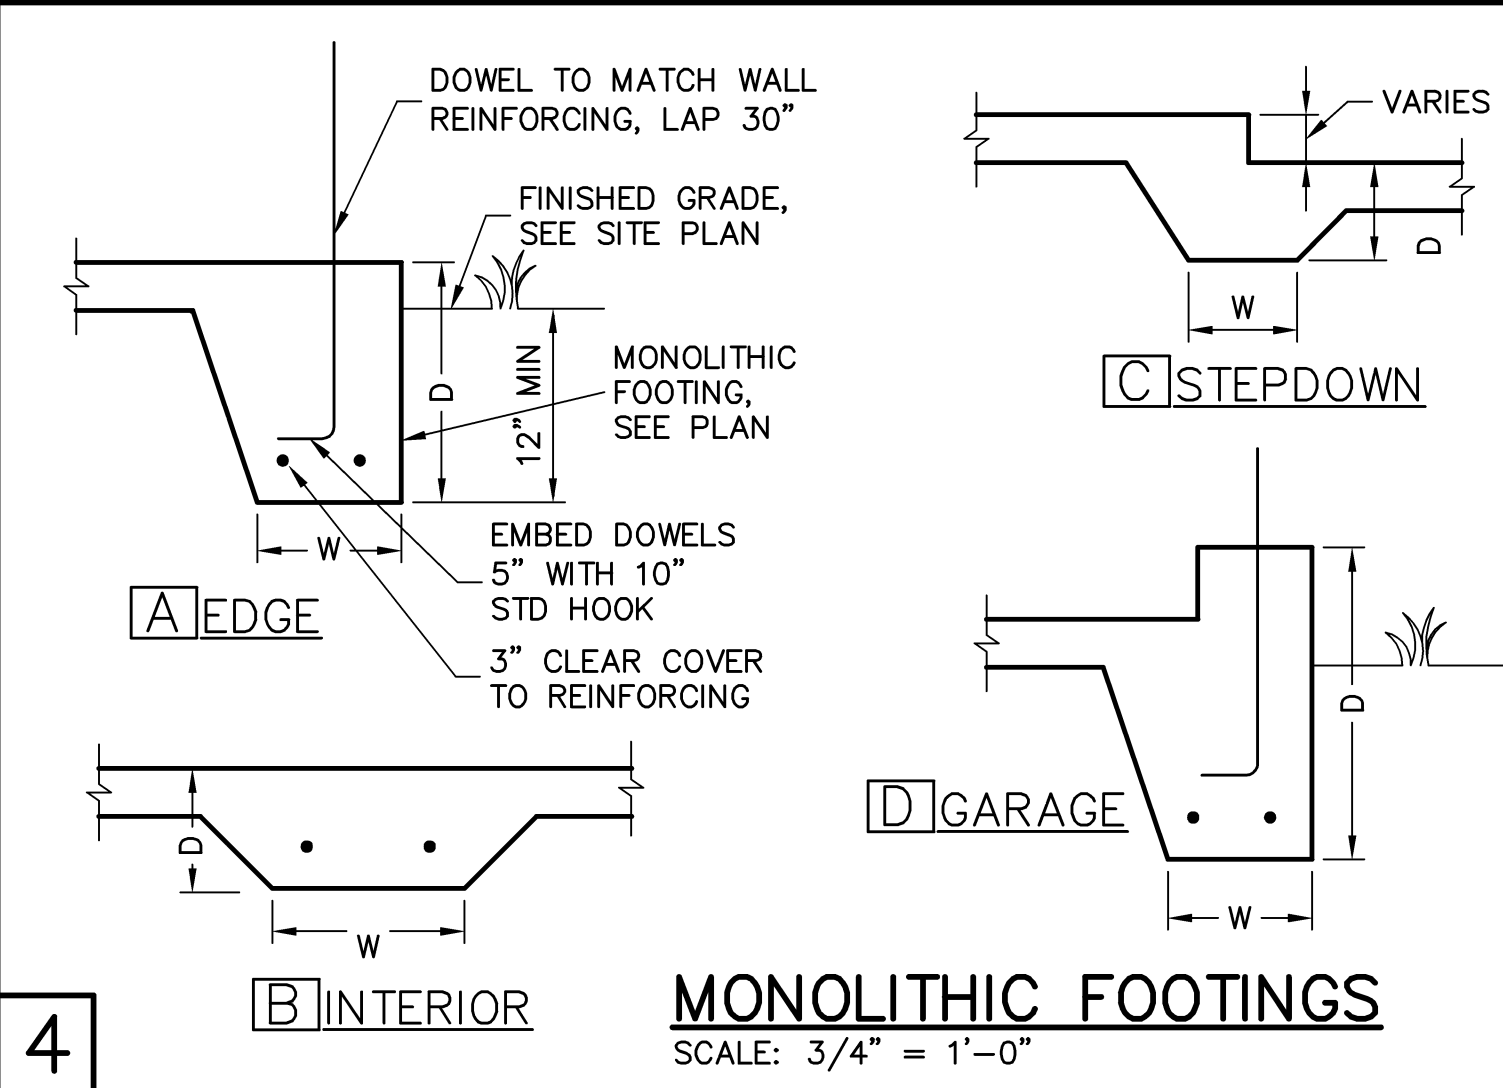 DOWEL TO MATCH WALL
REINFORCING, LAP 30”
FINISHED GRADE,
SEE SITE PLAN
D
12” MIN
MONOLITHIC
FOOTING,
SEE PLAN
W
EMBED DOWELS
5” WITH 10”
STD HOOK
3” CLEAR COVER
TO REINFORCING
A EDGE
VARIES
D
W
C STEPDOWN
D
W
B INTERIOR
D
W
D GARAGE
MONOLITHIC FOOTINGS
SCALE: 3/4” = 1’-0”
4